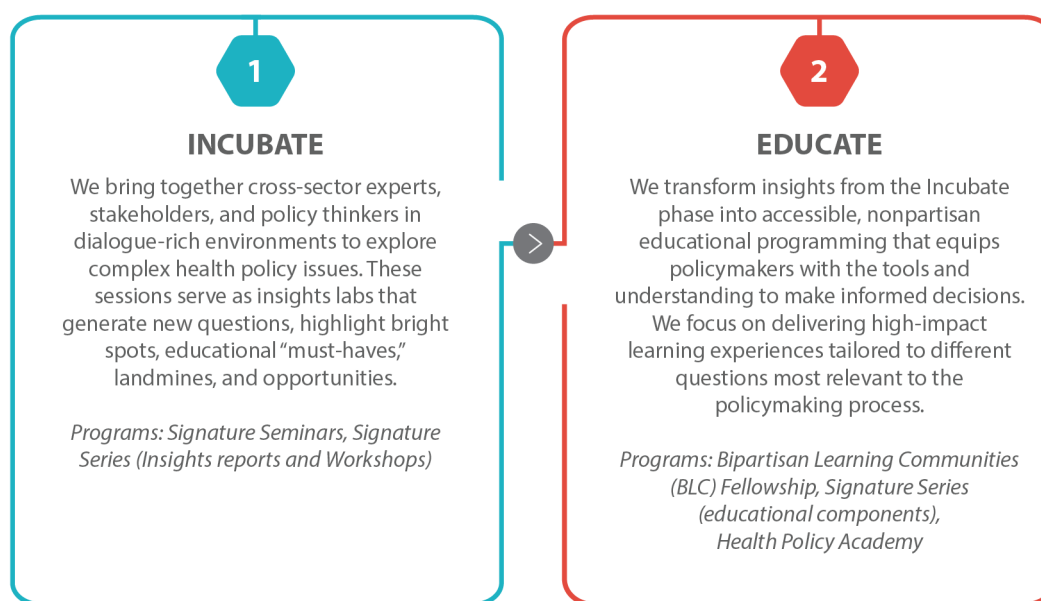 1
INCUBATE
We bring together cross-sector experts,
stakeholders, and policy thinkers in
dialogue-rich environments to explore
complex health policy issues. These
sessions serve as insights labs that
generate new questions, highlight bright
spots, educational “must-haves,”
landmines, and opportunities.
Programs: Signature Seminars, Signature
Series (Insights reports and Workshops)
2
EDUCATE
We transform insights from the Incubate
phase into accessible, nonpartisan
educational programming that equips
policymakers with the tools and
understanding to make informed decisions.
We focus on delivering high-impact
learning experiences tailored to different
questions most relevant to the
policymaking process.
Programs: Bipartisan Learning Communities
(BLC) Fellowship, Signature Series
(educational components),
Health Policy Academy